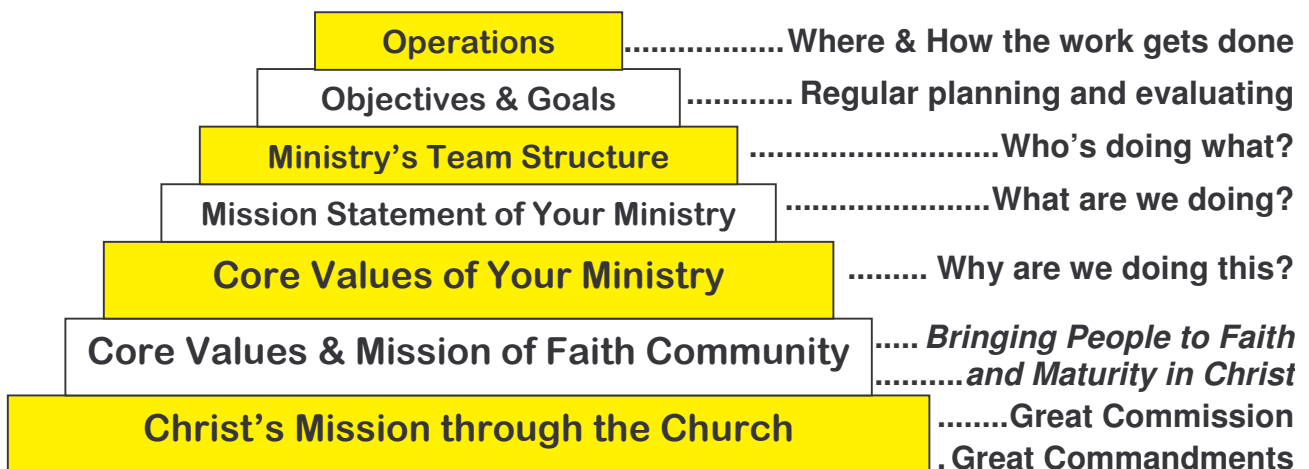 Operations ..................Where & How the work gets done
Objectives & Goals ............ Regular planning and evaluating
Ministry’s Team Structure ...........................Who’s doing what?
Mission Statement of Your Ministry ......................What are we doing?
Core Values of Your Ministry ......... Why are we doing this?
Core Values & Mission of Faith Community ..... Bringing People to Faith
..........and Maturity in Christ
Christ’s Mission through the Church ........Great Commission
. Great Commandments